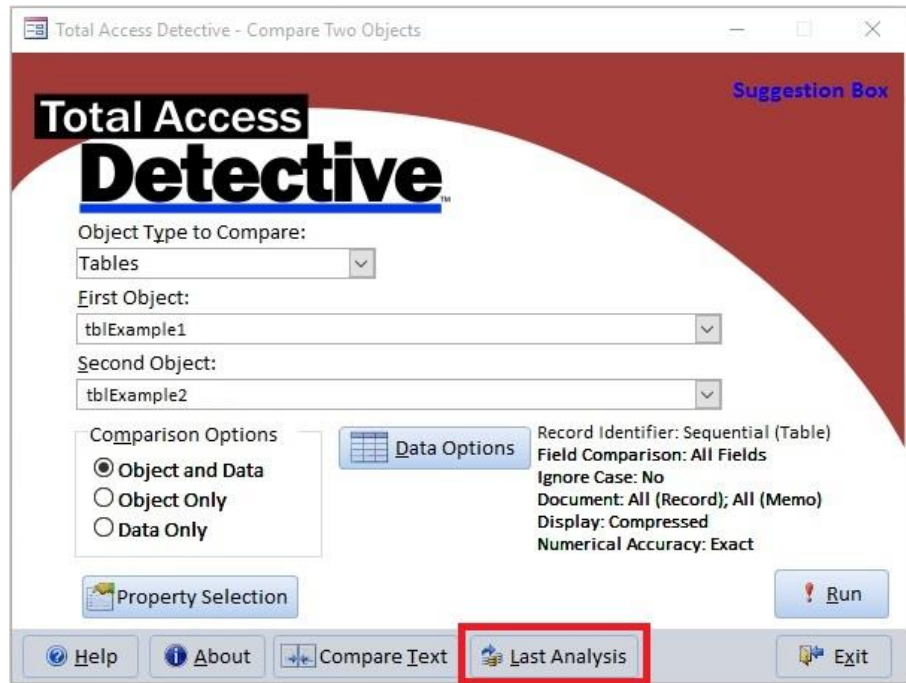 Total Access Detective - Compare Two Objects
Suggestion Box
Total Access
Detective™
Object Type to Compare:
Tables
First Object:
tblExample1
Second Object:
tblExample2
Comparison Options
Object and Data
Object Only
Data Only
Data Options
Record Identifier: Sequential (Table)
Field Comparison: All Fields
Ignore Case: No
Document: All (Record); All (Memo)
Display: Compressed
Numerical Accuracy: Exact
Property Selection
Run
Help
About
Compare Text
Last Analysis
Exit